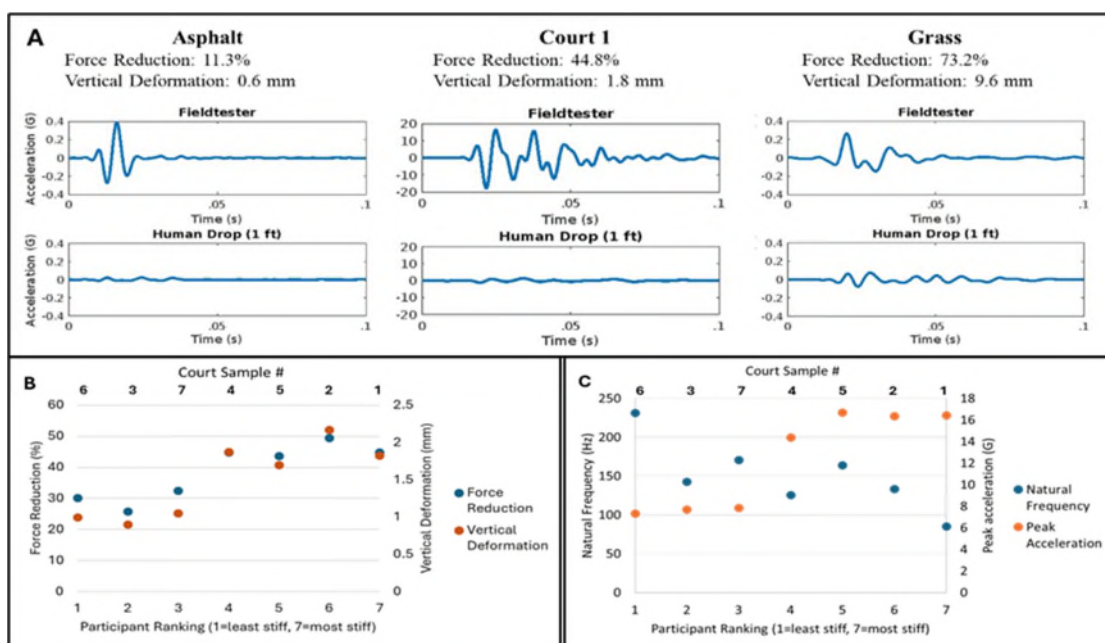 A
Asphalt
Force Reduction: 11.3%
Vertical Deformation: 0.6 mm
Court 1
Force Reduction: 44.8%
Vertical Deformation: 1.8 mm
Grass
Force Reduction: 73.2%
Vertical Deformation: 9.6 mm
Fieldtester
Acceleration (G)
0.4
0.2
0
-0.2
-0.4
0 .05 .1
Time (s)
Fieldtester
20
10
0
-10
-20
0 .05 .1
Time (s)
Fieldtester
0.4
0.2
0
-0.2
-0.4
0 .05 .1
Time (s)
Human Drop (1 ft)
Acceleration (G)
0.4
0.2
0
-0.2
-0.4
0 .05 .1
Time (s)
Human Drop (1 ft)
20
10
0
-10
-20
0 .05 .1
Time (s)
Human Drop (1 ft)
0.4
0.2
0
-0.2
-0.4
0 .05 .1
Time (s)
B
Court Sample #
6 3 7 4 5 2 1
Force Reduction (%)
60
50
40
30
20
10
0
2.5
2
1.5
1
0.5
0
Vertical Deformation (mm)
Force
Reduction
Vertical
Deformation
1 2 3 4 5 6 7
Participant Ranking (1=least stiff, 7=most stiff)
C
Court Sample #
6 3 7 4 5 2 1
Natural Frequency (Hz)
250
200
150
100
50
0
18
16
14
12
10
8
6
4
2
0
Peak acceleration (G)
Natural
Frequency
Peak
Acceleration
1 2 3 4 5 6 7
Participant Ranking (1=least stiff, 7=most stiff)